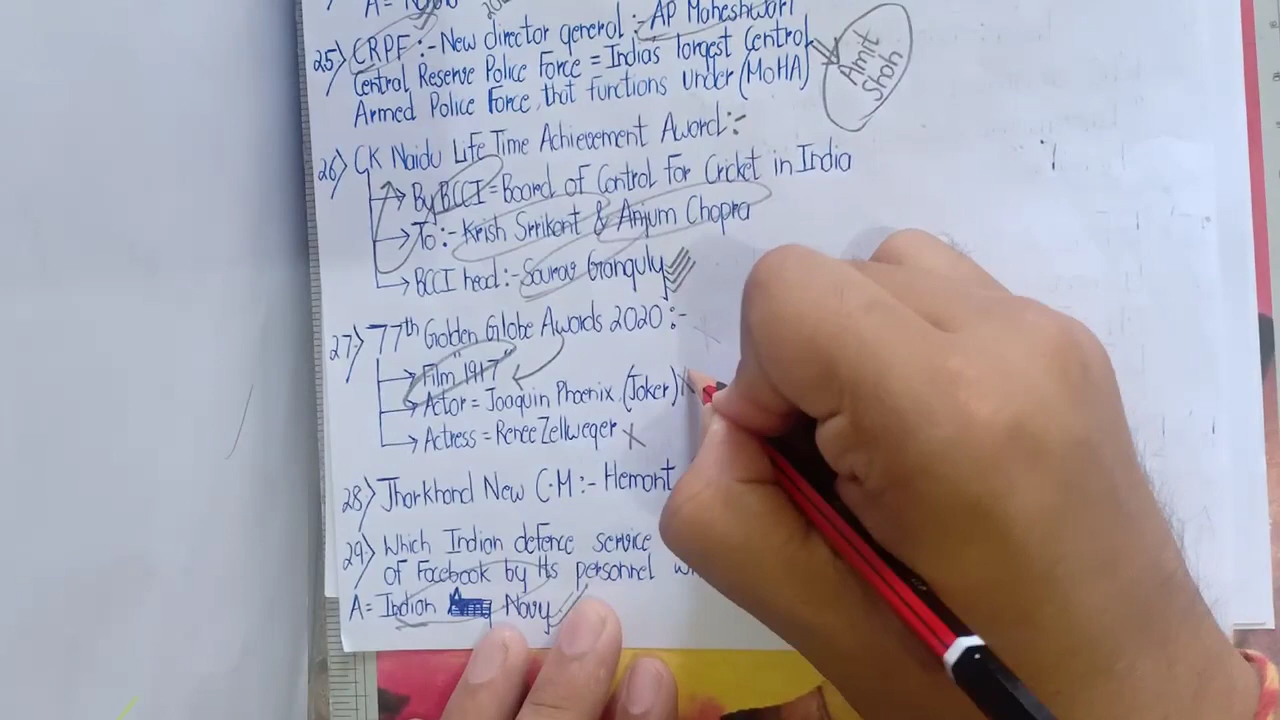 25) CRPF :- New director general :- AP Maheshwari
Central Reserve Police Force = Indias largest Central
Armed Police Force, that functions under (MoHA)
Amit
Shah
26) CK Naidu Life Time Achievement Award:-
By BCCI = Board of Control for Cricket in India
To :- Krish Srrikant & Anjum Chopra
BCCI head :- Sourav Ganguly
27) 77th Golden Globe Awards 2020 :-
Film "1917"
Actor = Joaquin Phoenix (Joker) X
Actress = Renee Zellweger X
28) Jharkhand New C.M :- Hemant
29) Which Indian defence service
of Facebook by its personnel
A= Indian Navy